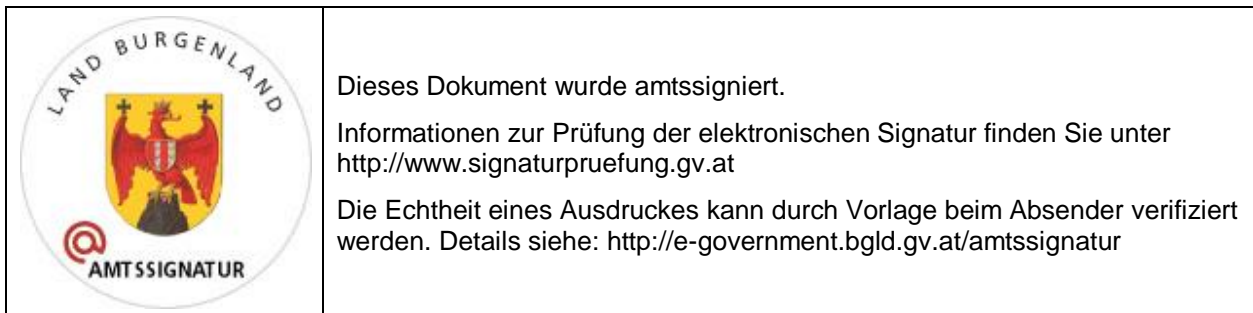 LAND BURGENLAND
@
AMTSSIGNATUR
Dieses Dokument wurde amtssigniert.
Informationen zur Prüfung der elektronischen Signatur finden Sie unter
http://www.signaturpruefung.gv.at
Die Echtheit eines Ausdruckes kann durch Vorlage beim Absender verifiziert
werden. Details siehe: http://e-government.bgld.gv.at/amtssignatur